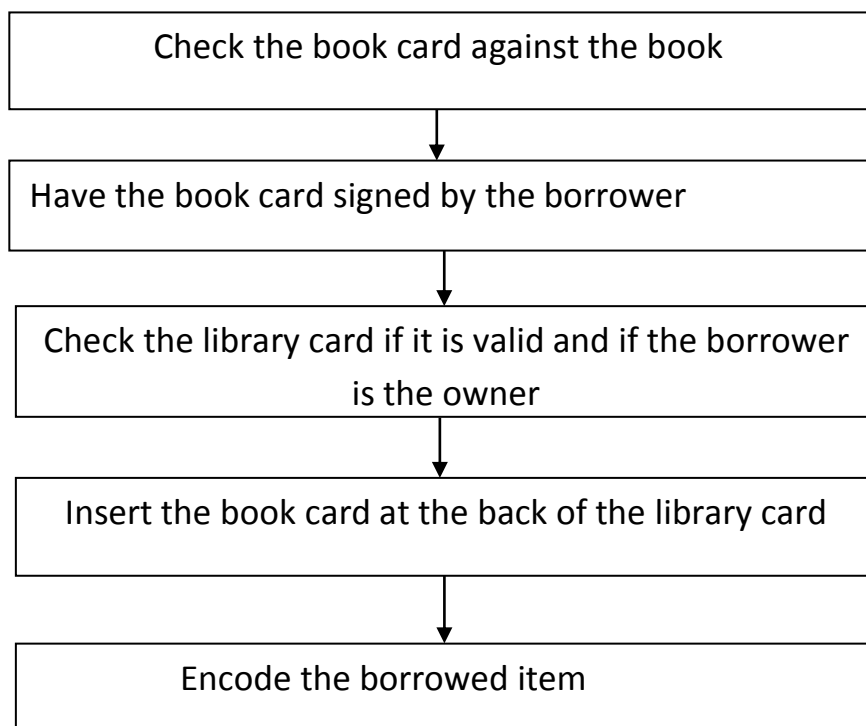 Check the book card against the book
Have the book card signed by the borrower
Check the library card if it is valid and if the borrower
is the owner
Insert the book card at the back of the library card
Encode the borrowed item